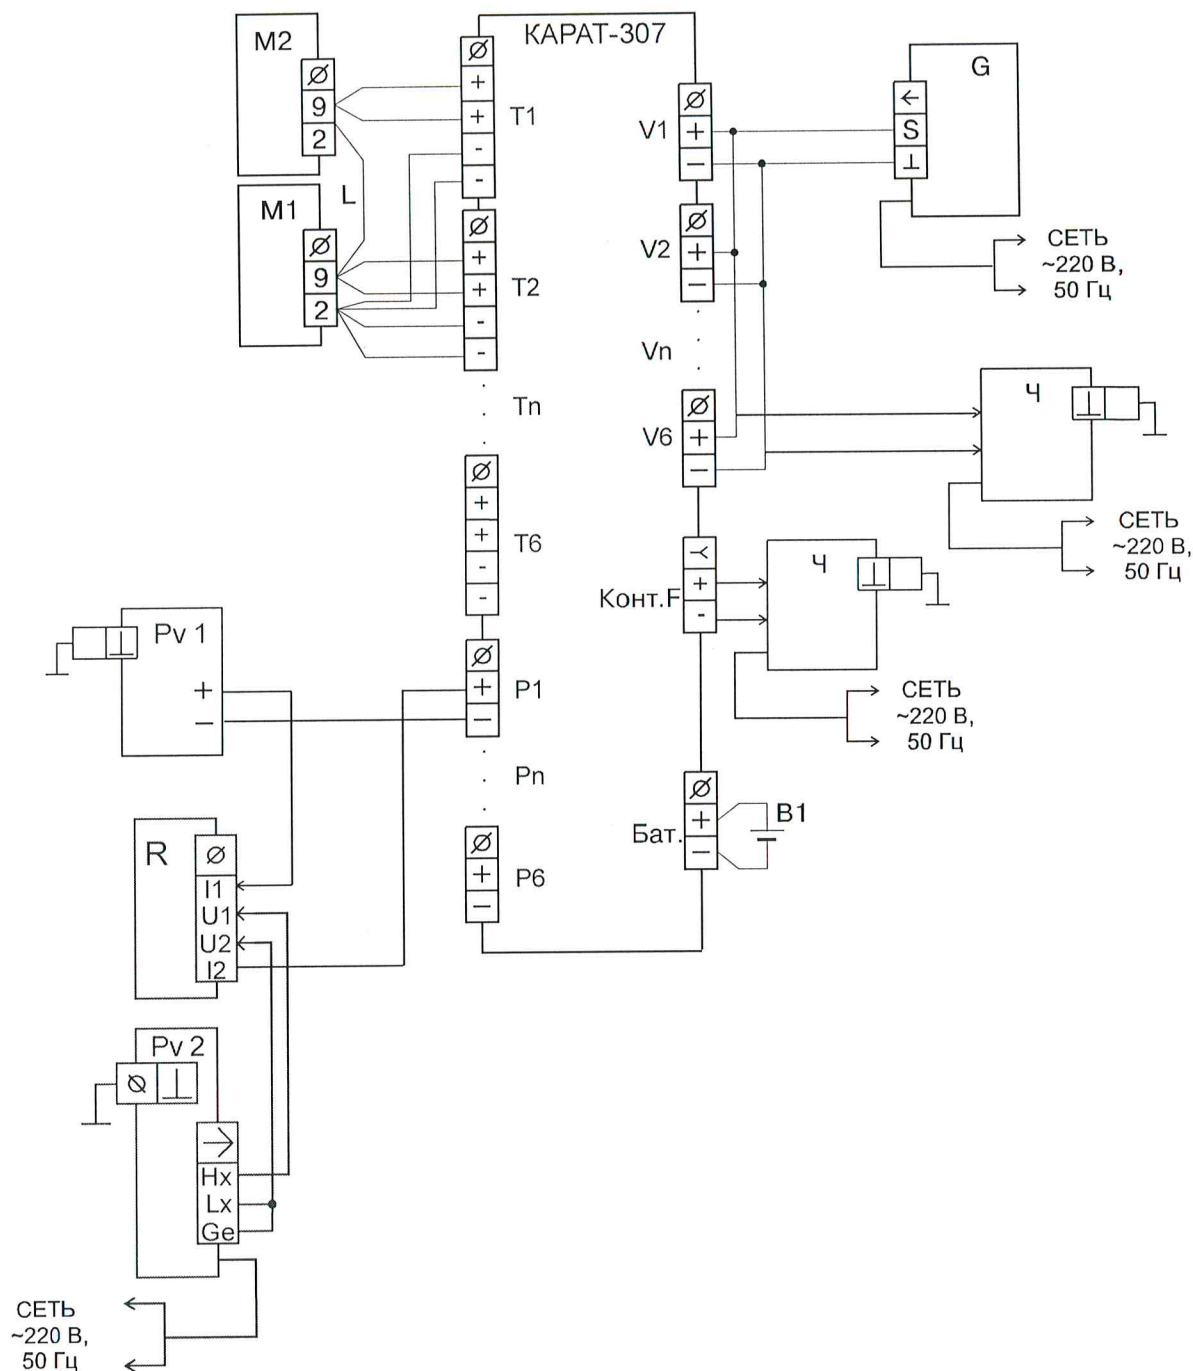 КАРАТ-307
M2
Ø
9
2
L
M1
Ø
9
2
Ø
+
+
-
-
T1
Ø
+
+
-
-
T2
Tn
Ø
+
+
-
-
T6
Ø
+
—
P1
Pn
Ø
+
—
P6
V1
Ø
+
—
V2
Ø
+
—
Vn
V6
Ø
+
—
Конт.F
Y
+
-
Бат.
Ø
+
—
B1
G
←
S
⊥
СЕТЬ
~220 В,
50 Гц
Ч
⊥
СЕТЬ
~220 В,
50 Гц
Ч
⊥
СЕТЬ
~220 В,
50 Гц
Pv 1
⊥
+
—
R
Ø
I1
U1
U2
I2
Pv 2
Ø
⊥
→
Hx
Lx
Ge
СЕТЬ
~220 В,
50 Гц